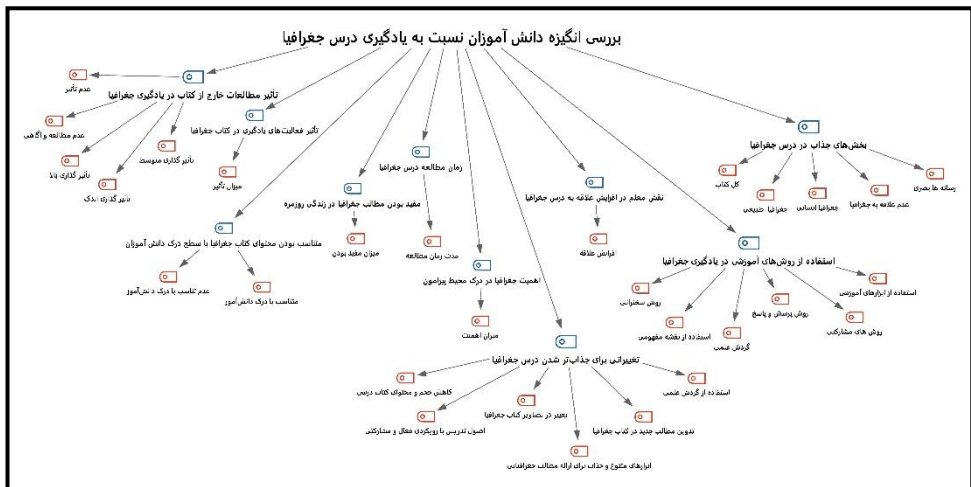 بررسی انگیزه دانش آموزان نسبت به یادگیری درس جغرافیا
تأثیر مطالعات خارج از کتاب در یادگیری جغرافیا
عدم تأثیر
عدم مطالعه و آگاهی
تأثیر گذاری بالا
تأثیر گذاری اندک
تأثیر گذاری متوسط
تأثیر فعالیت‌های یادگیری در کتاب جغرافیا
میزان تأثیر
متناسب بودن محتوای کتاب جغرافیا با سطح درک دانش آموزان
عدم تناسب با درک دانش‌آموز
متناسب با درک دانش‌آموز
مفید بودن مطالب جغرافیا در زندگی روزمره
میزان مفید بودن
زمان مطالعه درس جغرافیا
مدت زمان مطالعه
اهمیت جغرافیا در درک محیط پیرامون
میزان اهمیت
تغییراتی برای جذاب‌تر شدن درس جغرافیا
کاهش حجم و محتوای کتاب درسی
اصول تدریس با رویکردی فعال و مشارکتی
تغییر در تصاویر کتاب جغرافیا
ابزارهای متنوع و جذاب برای ارائه مطالب جغرافیایی
تدوین مطالب جدید در کتاب جغرافیا
استفاده از گردش علمی
نقش معلم در افزایش علاقه به درس جغرافیا
افزایش علاقه
استفاده از روش‌های آموزشی در یادگیری جغرافیا
روش سخنرانی
استفاده از نقشه مفهومی
گردش علمی
روش پرسش و پاسخ
روش های مشارکتی
استفاده از ابزارهای آموزشی
بخش‌های جذاب در درس جغرافیا
کل کتاب
جغرافیا طبیعی
جغرافیا انسانی
عدم علاقه به جغرافیا
رسانه ها بصری